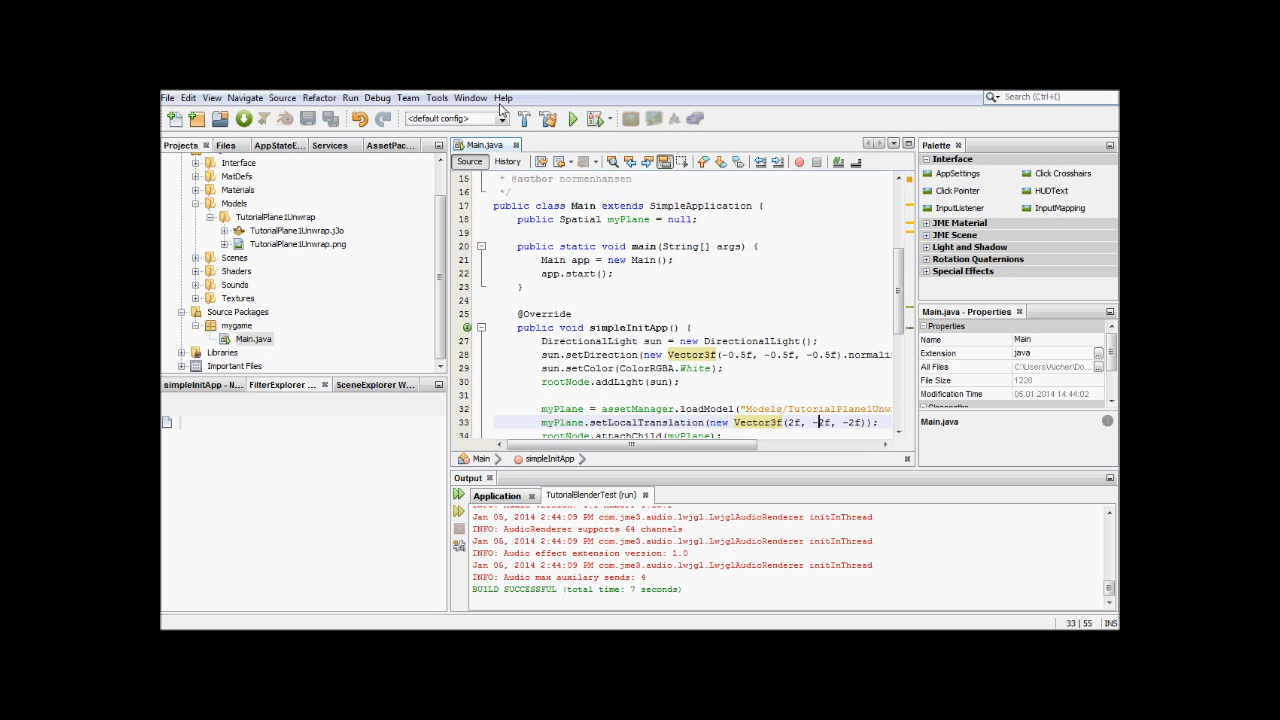 File Edit View Navigate Source Refactor Run Debug Team Tools Window Help
Search (Ctrl+I)
<default config>
Projects Files AppStateE... Services AssetPac...
Interface
MatDefs
Materials
Models
TutorialPlane1Unwrap
TutorialPlane1Unwrap.j3o
TutorialPlane1Unwrap.png
Scenes
Shaders
Sounds
Textures
Source Packages
mygame
Main.java
Libraries
Important Files
simpleInitApp - N... FilterExplorer ... SceneExplorer W...
Main.java
Source History
15 * @author normenhansen
16 */
17 public class Main extends SimpleApplication {
18 public Spatial myPlane = null;
19
20 public static void main(String[] args) {
21 Main app = new Main();
22 app.start();
23 }
24
25 @Override
public void simpleInitApp() {
27 DirectionalLight sun = new DirectionalLight();
28 sun.setDirection(new Vector3f(-0.5f, -0.5f, -0.5f).normali
29 sun.setColor(ColorRGBA.White);
30 rootNode.addLight(sun);
31
32 myPlane = assetManager.loadModel("Models/TutorialPlane1Unw
33 myPlane.setLocalTranslation(new Vector3f(2f, -2f, -2f));
34 rootNode.attachChild(myPlane);
Main simpleInitApp
Output
Application TutorialBlenderTest (run)
Jan 05, 2014 2:44:09 PM com.jme3.audio.lwjgl.LwjglAudioRenderer initInThread
INFO: AudioRenderer supports 64 channels
Jan 05, 2014 2:44:09 PM com.jme3.audio.lwjgl.LwjglAudioRenderer initInThread
INFO: Audio effect extension version: 1.0
Jan 05, 2014 2:44:09 PM com.jme3.audio.lwjgl.LwjglAudioRenderer initInThread
INFO: Audio max auxilary sends: 4
BUILD SUCCESSFUL (total time: 7 seconds)
Palette
Interface
AppSettings Click Crosshairs
Click Pointer HUDText
InputListener InputMapping
JME Material
JME Scene
Light and Shadow
Rotation Quaternions
Special Effects
Main.java - Properties
Properties
Name Main
Extension java
All Files
File Size 1228
Modification Time 05.01.2014 14:44:02
Main.java
33 | 55 INS